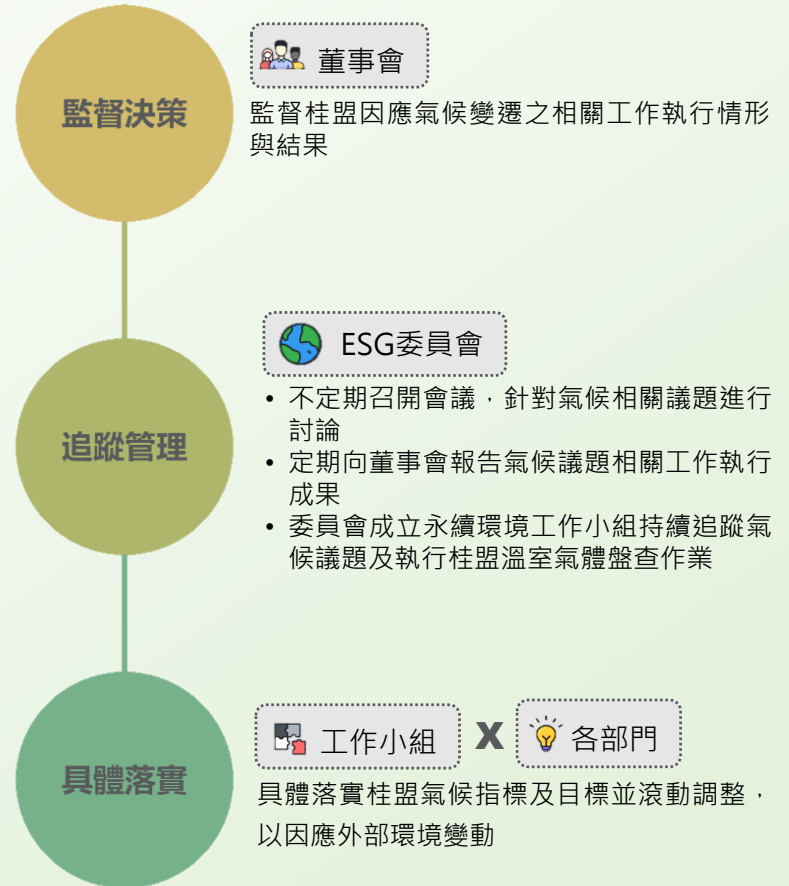 監督決策
董事會
監督桂盟因應氣候變遷之相關工作執行情形
與結果
追蹤管理
ESG委員會
• 不定期召開會議，針對氣候相關議題進行
討論
• 定期向董事會報告氣候議題相關工作執行
成果
• 委員會成立永續環境工作小組持續追蹤氣
候議題及執行桂盟溫室氣體盤查作業
具體落實
工作小組 X 各部門
具體落實桂盟氣候指標及目標並滾動調整，
以因應外部環境變動